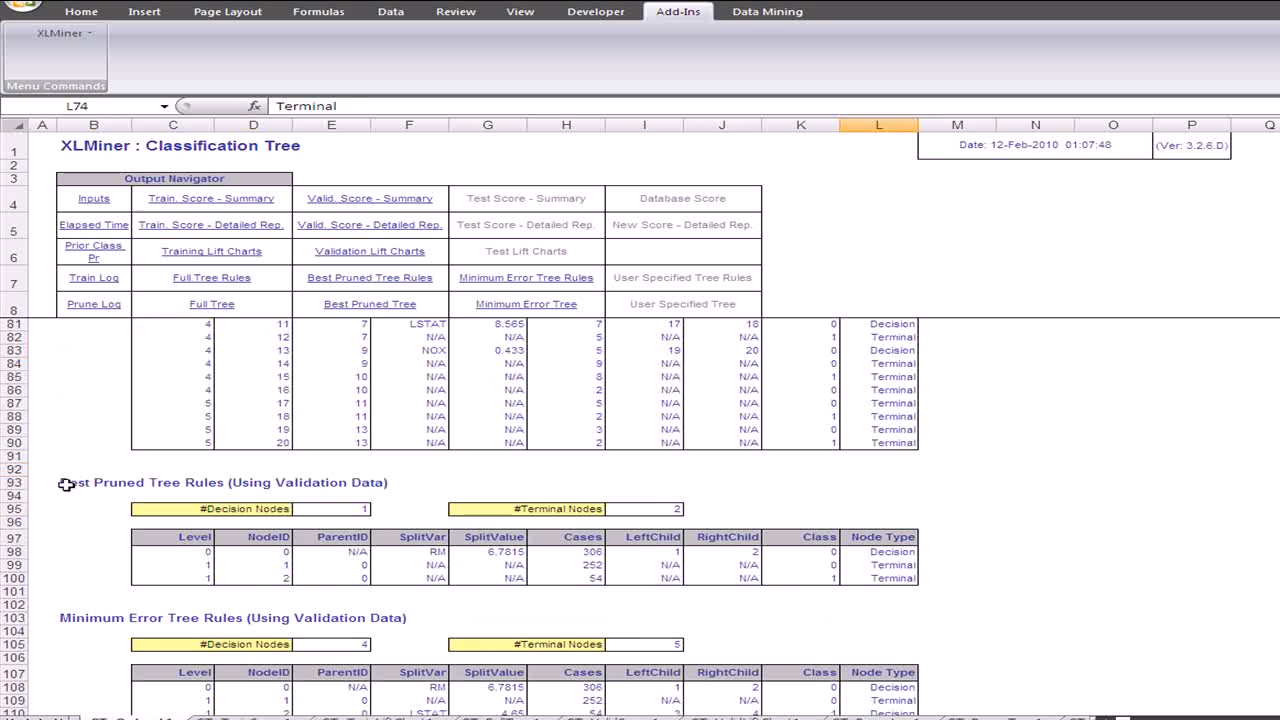 Home Insert Page Layout Formulas Data Review View Developer Add-Ins Data Mining
XLMiner
Menu Commands
L74 fx Terminal
A B C D E F G H I J K L M N O P Q
1 XLMiner : Classification Tree Date: 12-Feb-2010 01:07:48 (Ver: 3.2.6.D)
2
3 Output Navigator
4 Inputs Train. Score - Summary Valid. Score - Summary Test Score - Summary Database Score
5 Elapsed Time Train. Score - Detailed Rep. Valid. Score - Detailed Rep. Test Score - Detailed Rep. New Score - Detailed Rep.
6 Prior Class Pr Training Lift Charts Validation Lift Charts Test Lift Charts
7 Train Log Full Tree Rules Best Pruned Tree Rules Minimum Error Tree Rules User Specified Tree Rules
8 Prune Log Full Tree Best Pruned Tree Minimum Error Tree User Specified Tree
81 4 11 7 LSTAT 8.565 7 17 18 0 Decision
82 4 12 7 N/A N/A 5 N/A N/A 1 Terminal
83 4 13 9 NOX 0.433 5 19 20 0 Decision
84 4 14 9 N/A N/A 9 N/A N/A 0 Terminal
85 4 15 10 N/A N/A 8 N/A N/A 1 Terminal
86 4 16 10 N/A N/A 2 N/A N/A 0 Terminal
87 5 17 11 N/A N/A 5 N/A N/A 0 Terminal
88 5 18 11 N/A N/A 2 N/A N/A 1 Terminal
89 5 19 13 N/A N/A 3 N/A N/A 0 Terminal
90 5 20 13 N/A N/A 2 N/A N/A 1 Terminal
91
92
93 Best Pruned Tree Rules (Using Validation Data)
94
95 #Decision Nodes 1 #Terminal Nodes 2
96
97 Level NodeID ParentID SplitVar SplitValue Cases LeftChild RightChild Class Node Type
98 0 0 N/A RM 6.7815 306 1 2 0 Decision
99 1 1 0 N/A N/A 252 N/A N/A 0 Terminal
100 1 2 0 N/A N/A 54 N/A N/A 1 Terminal
101
102
103 Minimum Error Tree Rules (Using Validation Data)
104
105 #Decision Nodes 4 #Terminal Nodes 5
106
107 Level NodeID ParentID SplitVar SplitValue Cases LeftChild RightChild Class Node Type
108 0 0 N/A RM 6.7815 306 1 2 0 Decision
109 1 1 0 N/A N/A 252 N/A N/A 0 Terminal
110 1 2 0 LSTAT 4.65 54 3 4 1 Decision